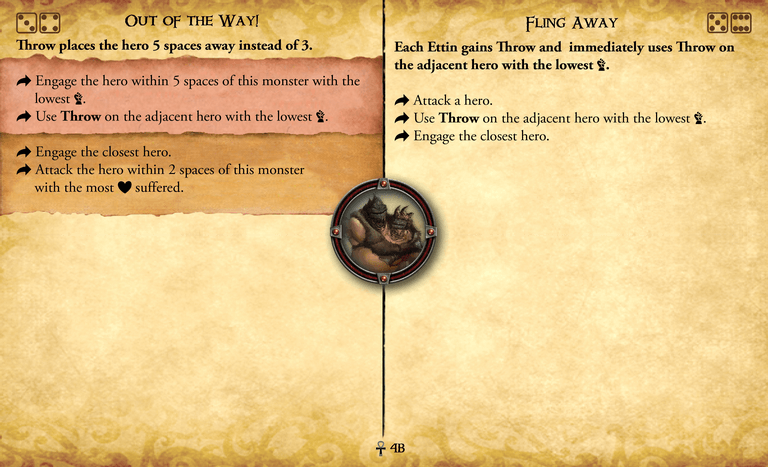 Out of the Way!
Throw places the hero 5 spaces away instead of 3.
Engage the hero within 5 spaces of this monster with the
lowest .
Use Throw on the adjacent hero with the lowest .
Engage the closest hero.
Attack the hero within 2 spaces of this monster
with the most ♥ suffered.
Fling Away
Each Ettin gains Throw and immediately uses Throw on
the adjacent hero with the lowest .
Attack a hero.
Use Throw on the adjacent hero with the lowest .
Engage the closest hero.
4B